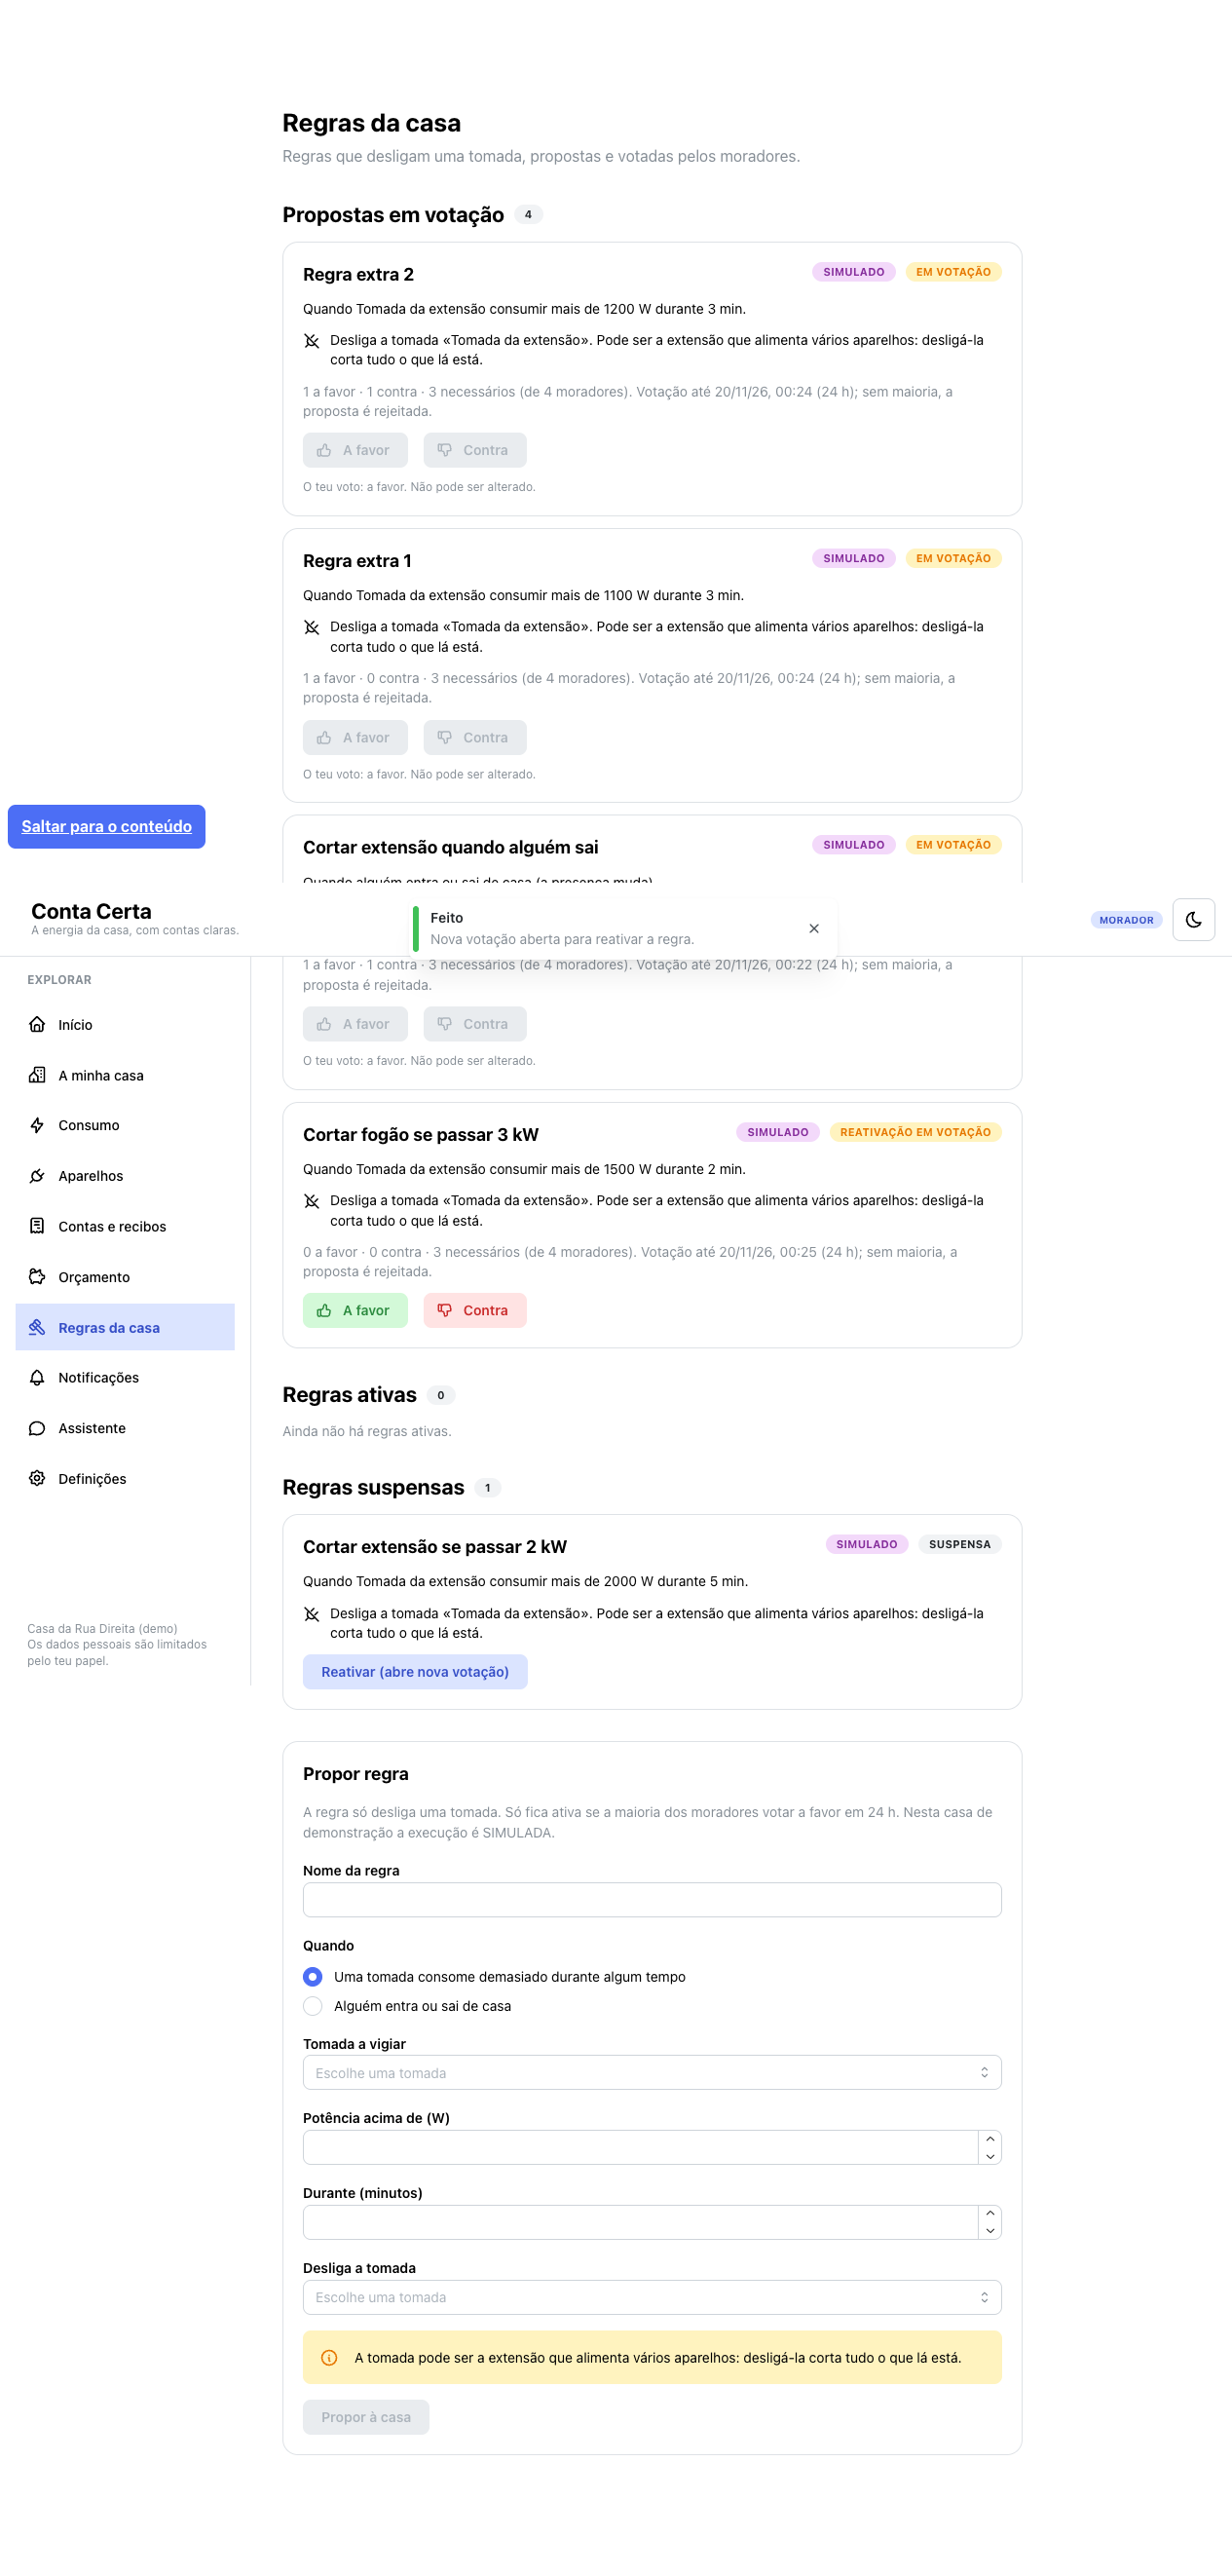 Regras da casa
Regras que desligam uma tomada, propostas e votadas pelos moradores.
Propostas em votação 4
Regra extra 2
SIMULADO EM VOTAÇÃO
Quando Tomada da extensão consumir mais de 1200 W durante 3 min.
Desliga a tomada «Tomada da extensão». Pode ser a extensão que alimenta vários aparelhos: desligá-la
corta tudo o que lá está.
1 a favor · 1 contra · 3 necessários (de 4 moradores). Votação até 20/11/26, 00:24 (24 h); sem maioria, a
proposta é rejeitada.
A favor Contra
O teu voto: a favor. Não pode ser alterado.
Regra extra 1
SIMULADO EM VOTAÇÃO
Quando Tomada da extensão consumir mais de 1100 W durante 3 min.
Desliga a tomada «Tomada da extensão». Pode ser a extensão que alimenta vários aparelhos: desligá-la
corta tudo o que lá está.
1 a favor · 0 contra · 3 necessários (de 4 moradores). Votação até 20/11/26, 00:24 (24 h); sem maioria, a
proposta é rejeitada.
A favor Contra
O teu voto: a favor. Não pode ser alterado.
Saltar para o conteúdo
Cortar extensão quando alguém sai
SIMULADO EM VOTAÇÃO
Quando alguém entra ou sai de casa (a presença muda).
Conta Certa
A energia da casa, com contas claras.
Feito
Nova votação aberta para reativar a regra.
MORADOR
1 a favor · 1 contra · 3 necessários (de 4 moradores). Votação até 20/11/26, 00:22 (24 h); sem maioria, a
proposta é rejeitada.
A favor Contra
O teu voto: a favor. Não pode ser alterado.
EXPLORAR
Início
A minha casa
Consumo
Aparelhos
Contas e recibos
Orçamento
Regras da casa
Notificações
Assistente
Definições
Casa da Rua Direita (demo)
Os dados pessoais são limitados
pelo teu papel.
Cortar fogão se passar 3 kW
SIMULADO REATIVAÇÃO EM VOTAÇÃO
Quando Tomada da extensão consumir mais de 1500 W durante 2 min.
Desliga a tomada «Tomada da extensão». Pode ser a extensão que alimenta vários aparelhos: desligá-la
corta tudo o que lá está.
0 a favor · 0 contra · 3 necessários (de 4 moradores). Votação até 20/11/26, 00:25 (24 h); sem maioria, a
proposta é rejeitada.
A favor Contra
Regras ativas 0
Ainda não há regras ativas.
Regras suspensas 1
Cortar extensão se passar 2 kW
SIMULADO SUSPENSA
Quando Tomada da extensão consumir mais de 2000 W durante 5 min.
Desliga a tomada «Tomada da extensão». Pode ser a extensão que alimenta vários aparelhos: desligá-la
corta tudo o que lá está.
Reativar (abre nova votação)
Propor regra
A regra só desliga uma tomada. Só fica ativa se a maioria dos moradores votar a favor em 24 h. Nesta casa de
demonstração a execução é SIMULADA.
Nome da regra
Quando
Uma tomada consome demasiado durante algum tempo
Alguém entra ou sai de casa
Tomada a vigiar
Escolhe uma tomada
Potência acima de (W)
Durante (minutos)
Desliga a tomada
Escolhe uma tomada
A tomada pode ser a extensão que alimenta vários aparelhos: desligá-la corta tudo o que lá está.
Propor à casa